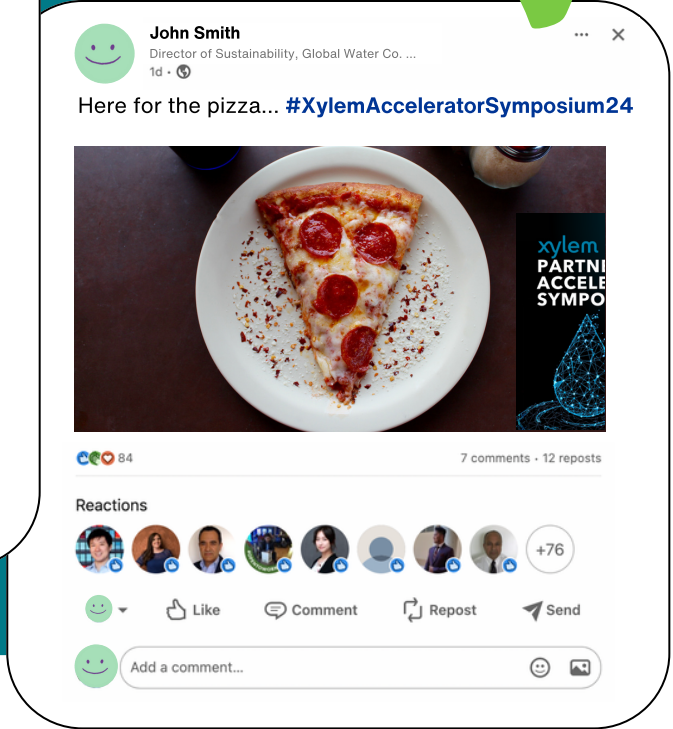 John Smith
Director of Sustainability, Global Water Co. ...
1d •
Here for the pizza... #XylemAcceleratorSymposium24
xylem
PARTNE
ACCELE
SYMPO
84
7 comments • 12 reposts
Reactions
+76
Like
Comment
Repost
Send
Add a comment...